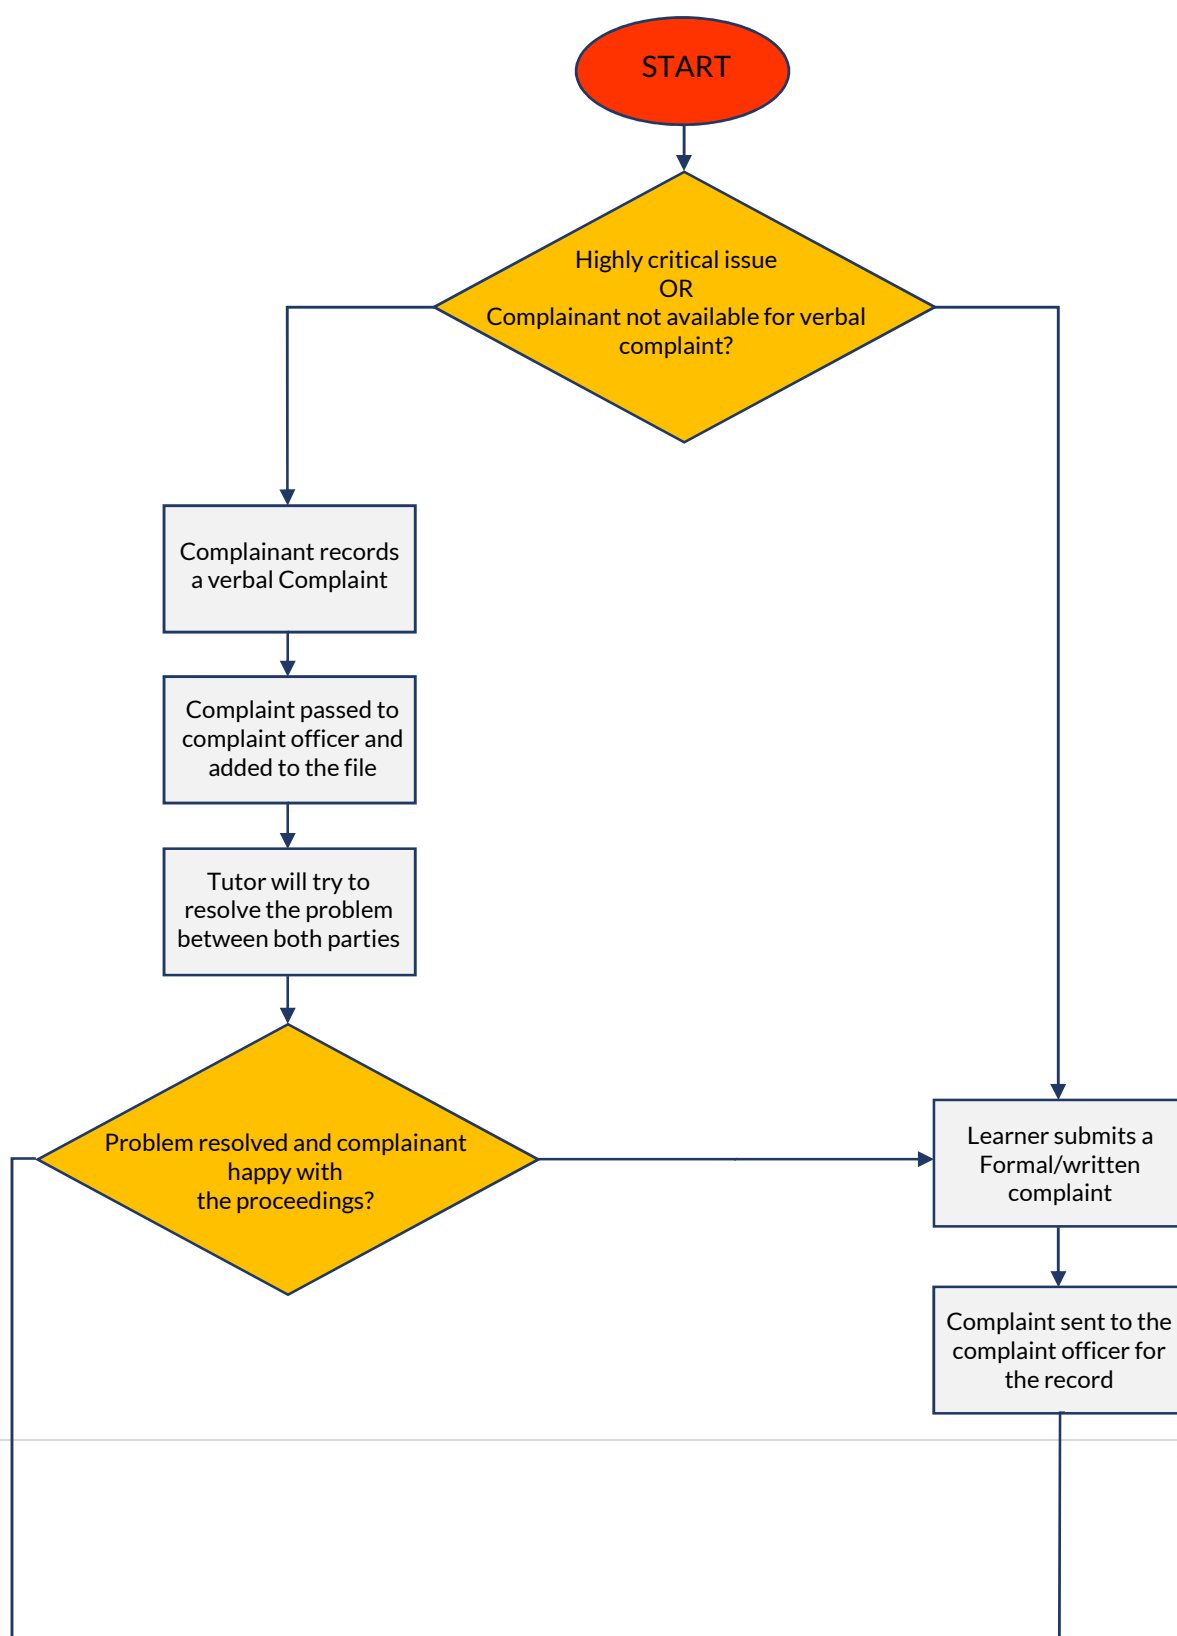 START
Highly critical issue
OR
Complainant not available for verbal
complaint?
Complainant records
a verbal Complaint
Complaint passed to
complaint officer and
added to the file
Tutor will try to
resolve the problem
between both parties
Problem resolved and complainant
happy with
the proceedings?
Learner submits a
Formal/written
complaint
Complaint sent to the
complaint officer for
the record